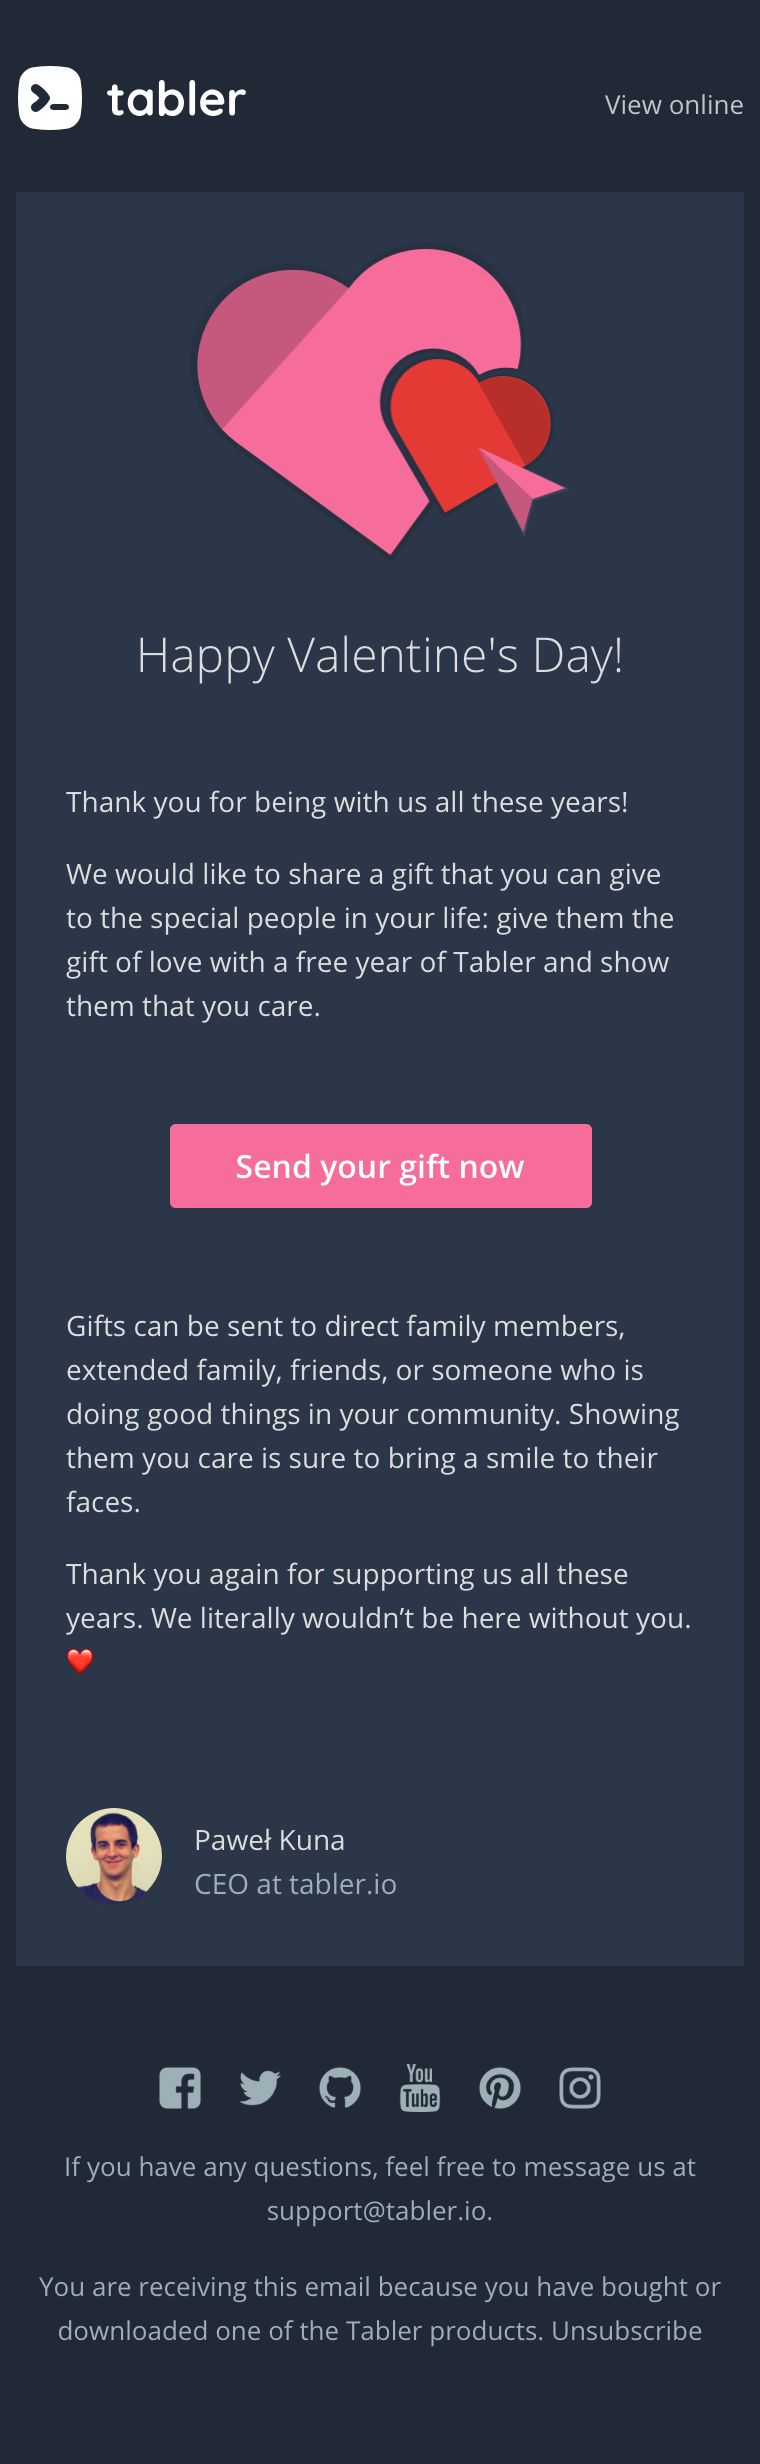 tabler
View online
Happy Valentine's Day!
Thank you for being with us all these years!
We would like to share a gift that you can give
to the special people in your life: give them the
gift of love with a free year of Tabler and show
them that you care.
Send your gift now
Gifts can be sent to direct family members,
extended family, friends, or someone who is
doing good things in your community. Showing
them you care is sure to bring a smile to their
faces.
Thank you again for supporting us all these
years. We literally wouldn’t be here without you.
❤️
Paweł Kuna
CEO at tabler.io
You
Tube
If you have any questions, feel free to message us at
support@tabler.io.
You are receiving this email because you have bought or
downloaded one of the Tabler products. Unsubscribe